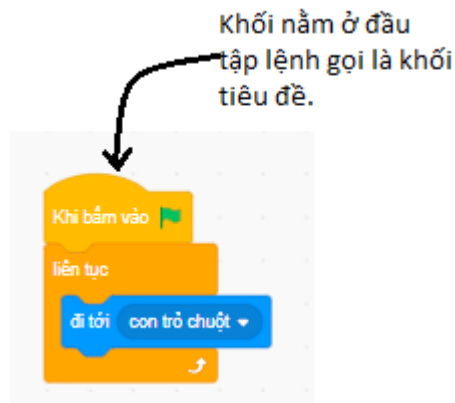 Khối nằm ở đầu
tập lệnh gọi là khối
tiêu đề.
Khi bấm vào
liên tục
đi tới con trỏ chuột